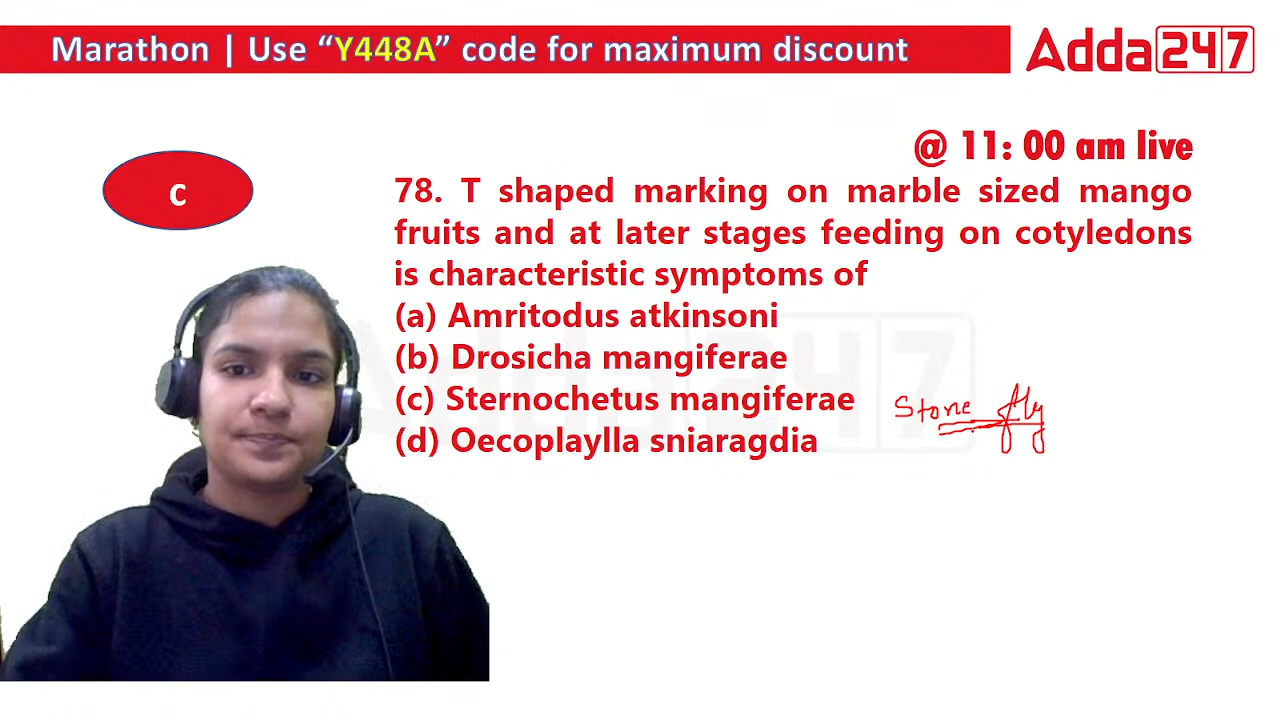 Marathon | Use “Y448A” code for maximum discount
Adda247
@ 11: 00 am live
c
78. T shaped marking on marble sized mango
fruits and at later stages feeding on cotyledons
is characteristic symptoms of
(a) Amritodus atkinsoni
(b) Drosicha mangiferae
(c) Sternochetus mangiferae
Stone fly
(d) Oecoplaylla sniaragdia